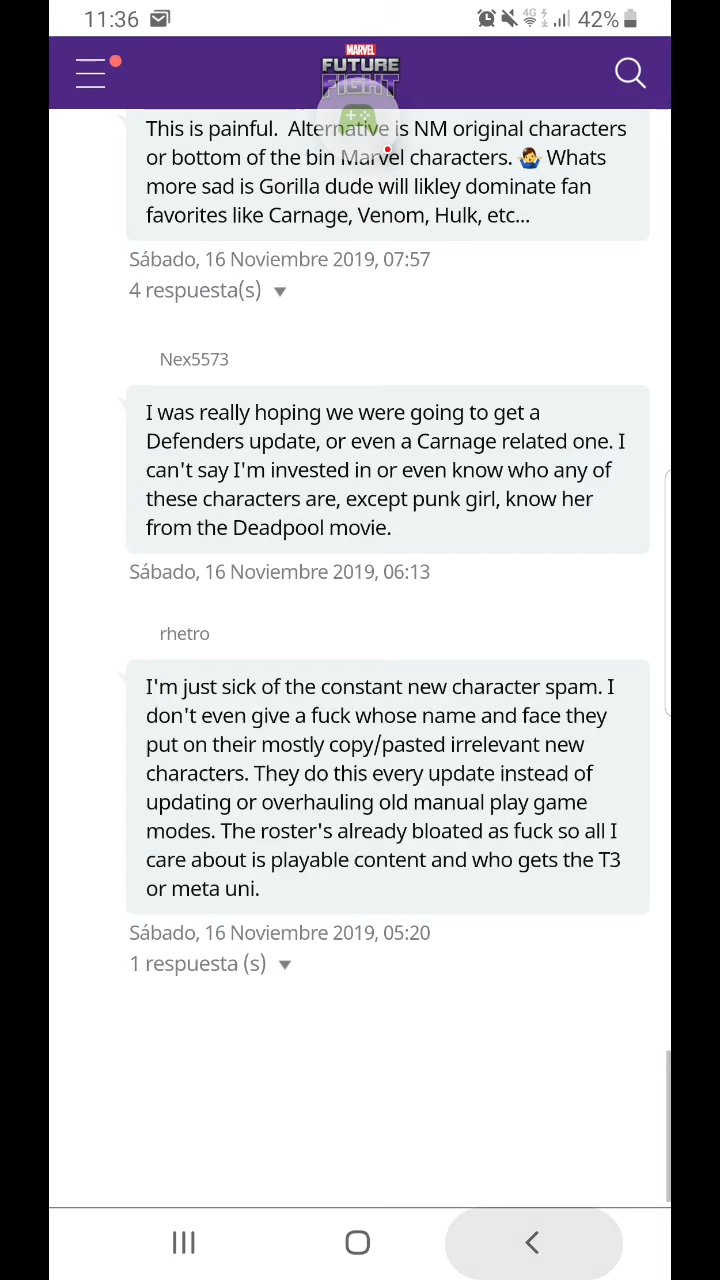 11:36
4G
42%
MARVEL
FUTURE
FIGHT
This is painful.  Alternative is NM original characters
or bottom of the bin Marvel characters. 🤷‍♂️ Whats
more sad is Gorilla dude will likley dominate fan
favorites like Carnage, Venom, Hulk, etc...
Sábado, 16 Noviembre 2019, 07:57
4 respuesta(s) ▼
Nex5573
I was really hoping we were going to get a
Defenders update, or even a Carnage related one. I
can't say I'm invested in or even know who any of
these characters are, except punk girl, know her
from the Deadpool movie.
Sábado, 16 Noviembre 2019, 06:13
rhetro
I'm just sick of the constant new character spam. I
don't even give a fuck whose name and face they
put on their mostly copy/pasted irrelevant new
characters. They do this every update instead of
updating or overhauling old manual play game
modes. The roster's already bloated as fuck so all I
care about is playable content and who gets the T3
or meta uni.
Sábado, 16 Noviembre 2019, 05:20
1 respuesta (s) ▼